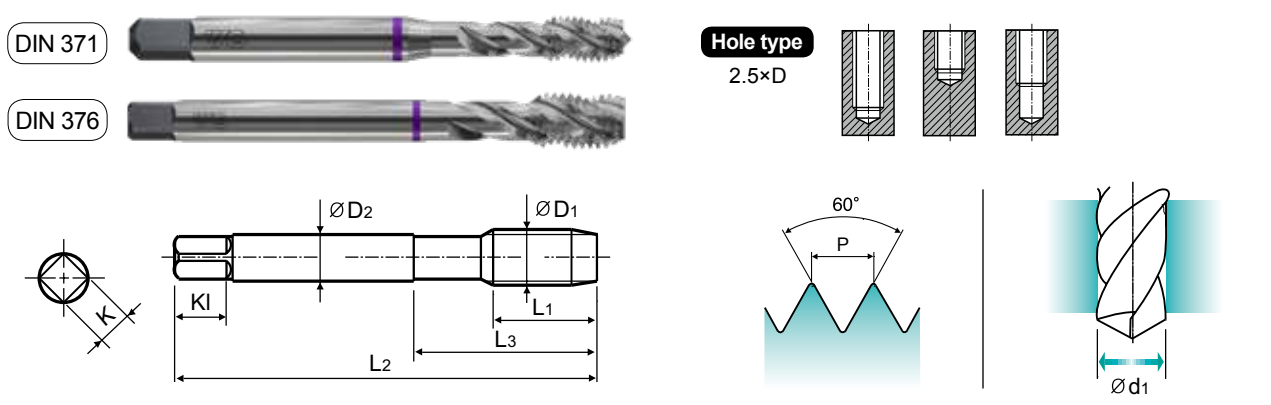 DIN 371
DIN 376
Hole type
2.5×D
ØD2
ØD1
K
Kl
L1
L3
L2
60°
P
Ød1